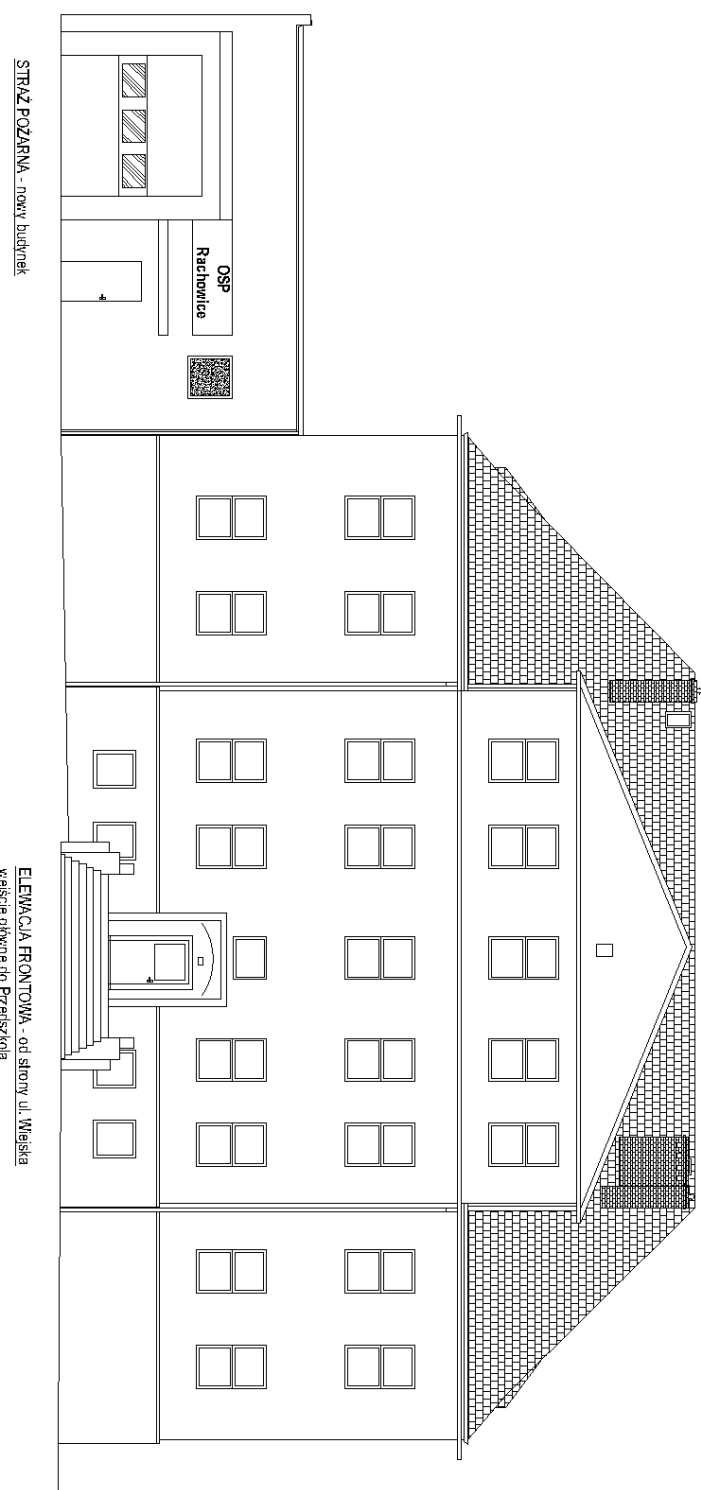 OSP
Rachowice
STRAŻ POŻARNA - nowy budynek
ELEWACJA FRONTOWA - od strony ul. Wiejska
wejście główne do Przedszkola